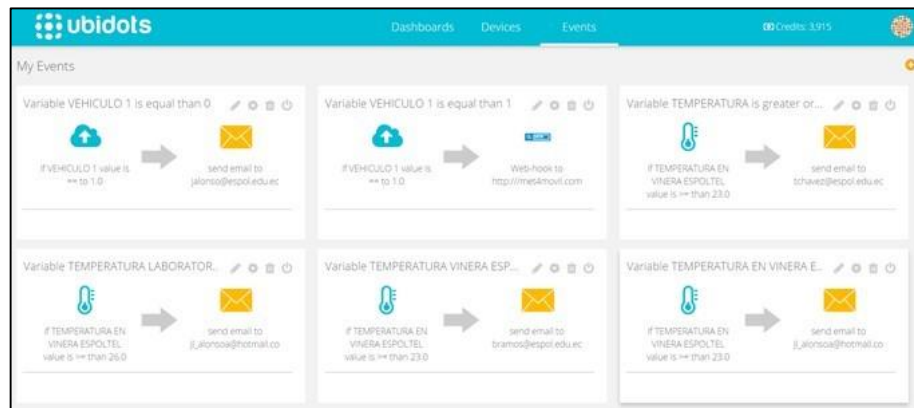 ubidots
Dashboards Devices Events Credits: 3,915
My Events
Variable VEHICULO 1 is equal than 0
If VEHICULO 1 value is
== to 1.0
send email to
jalonso@espol.edu.ec
Variable VEHICULO 1 is equal than 1
If VEHICULO 1 value is
== to 1.0
Web-hook to
http://met4movil.com
Variable TEMPERATURA is greater or...
If TEMPERATURA EN
VINERA ESPOLTEL
value is >= than 23.0
send email to
tchavez@espol.edu.ec
Variable TEMPERATURA LABORATOR..
If TEMPERATURA EN
VINERA ESPOLTEL
value is >= than 26.0
send email to
jl_alonsoa@hotmail.co
Variable TEMPERATURA VINERA ESP...
If TEMPERATURA EN
VINERA ESPOLTEL
value is >= than 23.0
send email to
bramos@espol.edu.ec
Variable TEMPERATURA EN VINERA E..
If TEMPERATURA EN
VINERA ESPOLTEL
value is >= than 23.0
send email to
jl_alonsoa@hotmail.co